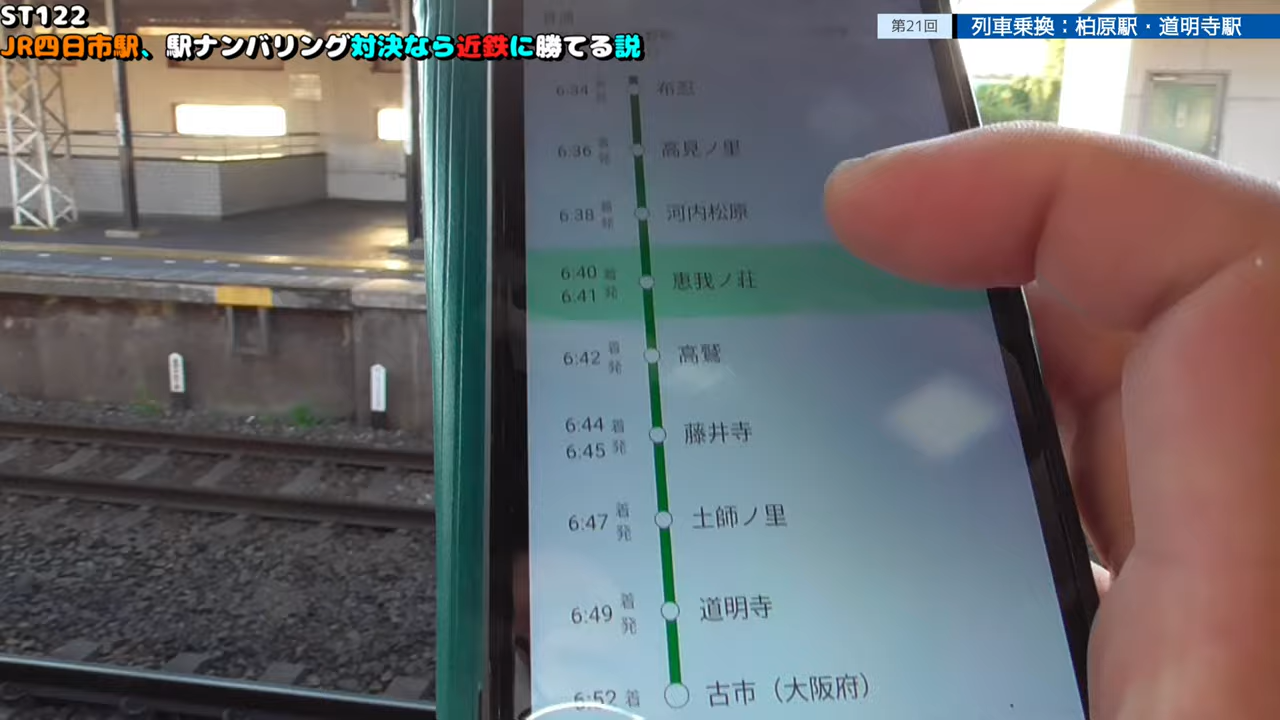 ST122
JR四日市駅、駅ナンバリング対決なら近鉄に勝てる説
第21回 列車乗換：柏原駅・道明寺駅
6:34 布忍
6:36 着発 高見ノ里
6:38 着発 河内松原
6:40 着
6:41 発 恵我ノ荘
6:42 着発 高鷲
6:44 着
6:45 発 藤井寺
6:47 着発 土師ノ里
6:49 着発 道明寺
6:52 着 古市（大阪府）